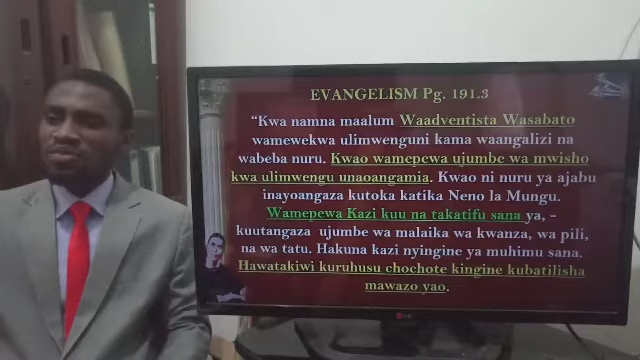 EVANGELISM Pg. 191.3
“Kwa namna maalum Waadventista Wasabato
wamewekwa ulimwenguni kama waangalizi na
wabeba nuru. Kwao wamepewa ujumbe wa mwisho
kwa ulimwengu unaoangamia. Kwao ni nuru ya ajabu
inayoangaza kutoka katika Neno la Mungu.
Wamepewa Kazi kuu na takatifu sana ya, -
kuutangaza ujumbe wa malaika wa kwanza, wa pili,
na wa tatu. Hakuna kazi nyingine ya muhimu sana.
Hawatakiwi kuruhusu chochote kingine kubatilisha
mawazo yao.
LG